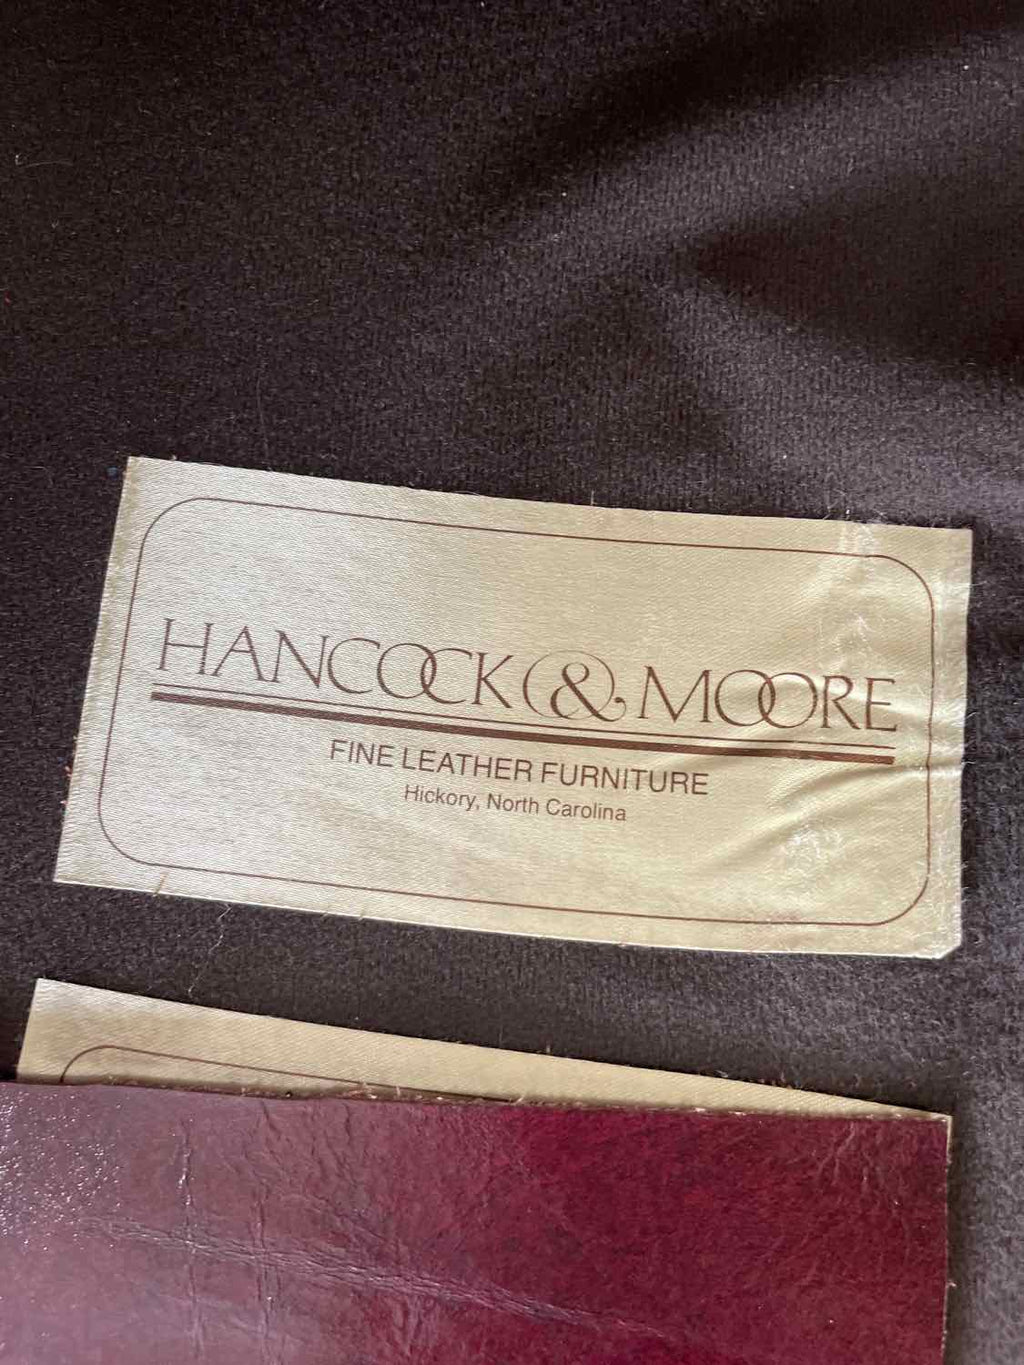 HANCOCK & MOORE
FINE LEATHER FURNITURE
Hickory, North Carolina